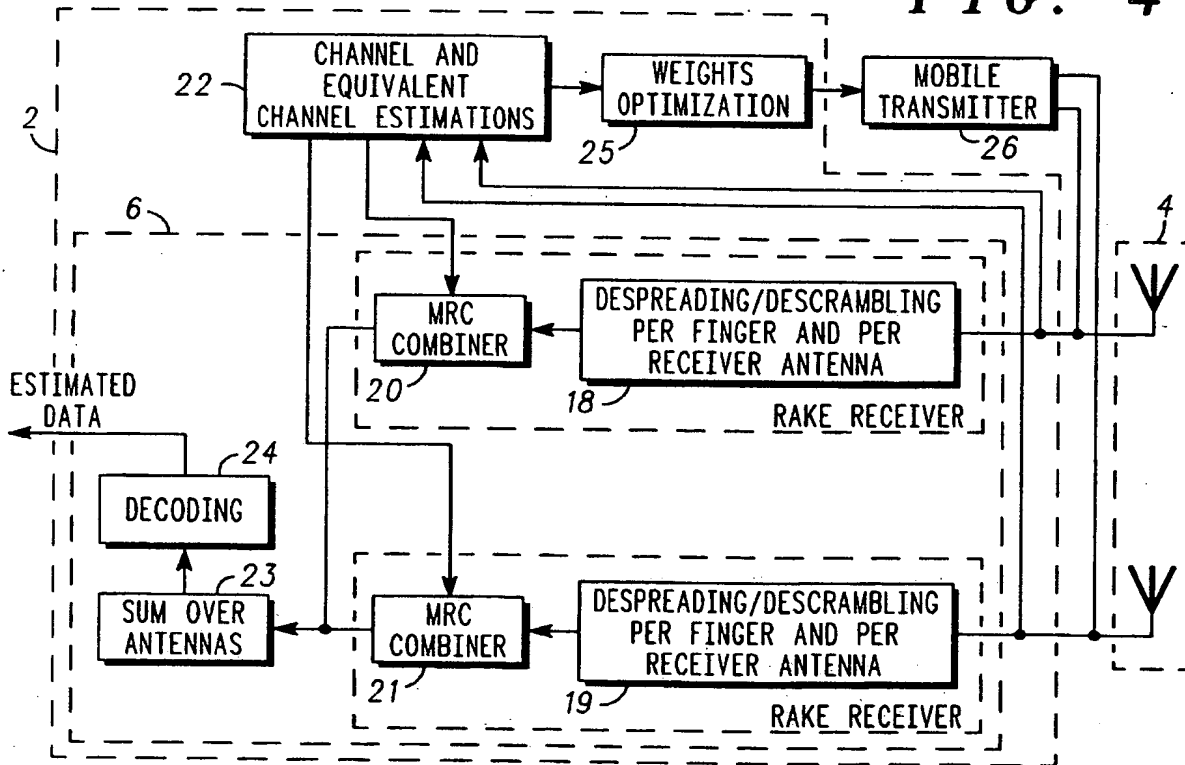 FIG. 4
CHANNEL AND
EQUIVALENT
CHANNEL ESTIMATIONS
22
WEIGHTS
OPTIMIZATION
25
MOBILE
TRANSMITTER
26
2
6
4
MRC
COMBINER
20
DESPREADING/DESCRAMBLING
PER FINGER AND PER
RECEIVER ANTENNA
18
RAKE RECEIVER
ESTIMATED
DATA
24
DECODING
23
SUM OVER
ANTENNAS
MRC
COMBINER
21
DESPREADING/DESCRAMBLING
PER FINGER AND PER
RECEIVER ANTENNA
19
RAKE RECEIVER